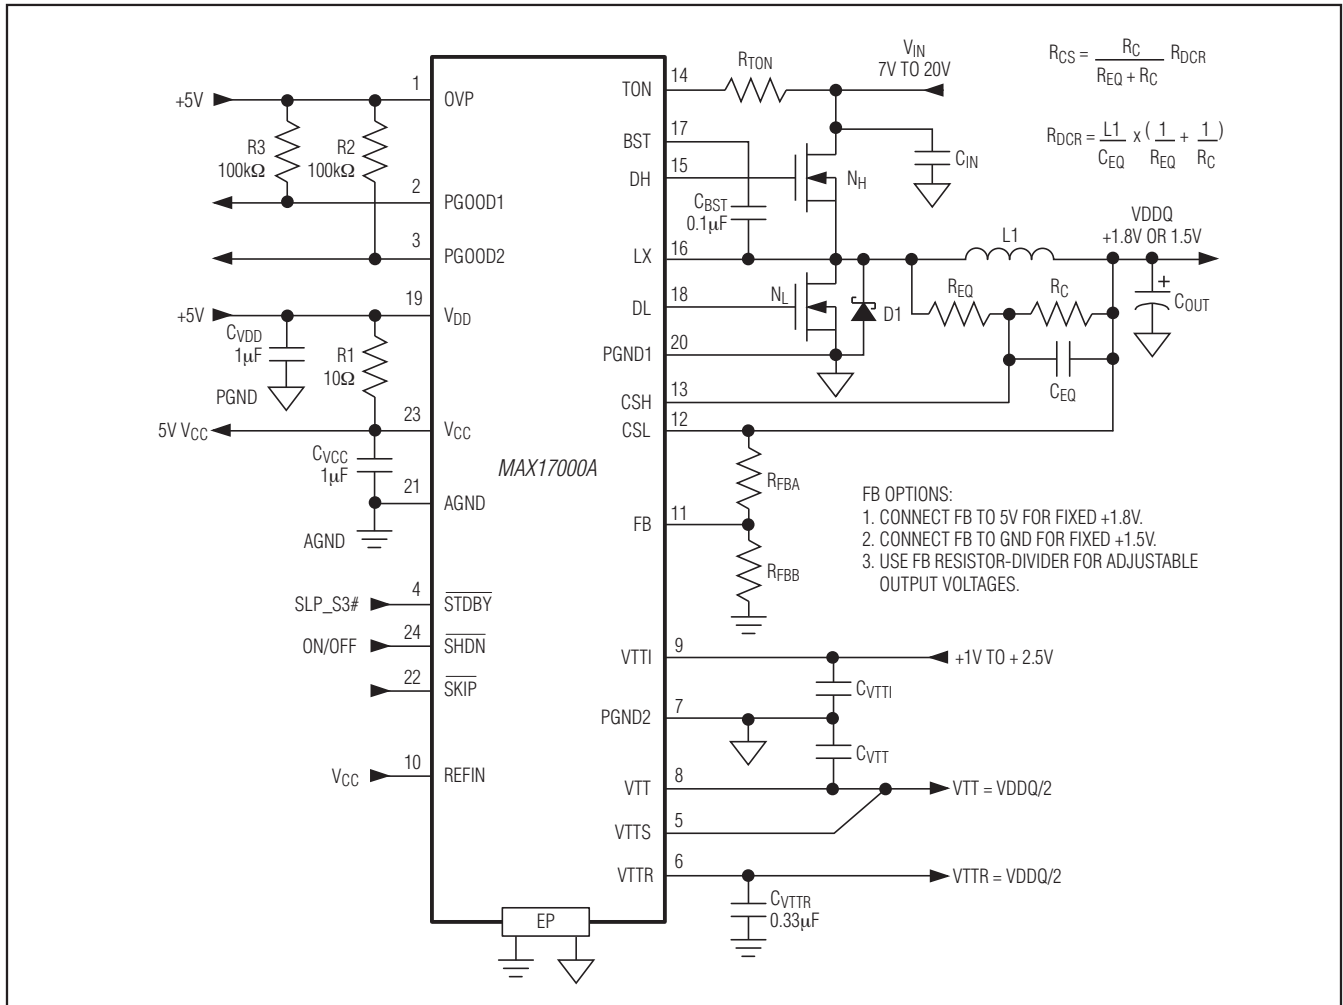 +5V
1
OVP
R3
100kΩ
R2
100kΩ
2
PGOOD1
3
PGOOD2
19
+5V
VDD
CVDD
1μF
PGND
R1
10Ω
23
5V VCC
VCC
CVCC
1μF
21
AGND
AGND
MAX17000A
4
SLP_S3#
STDBY
24
ON/OFF
SHDN
22
SKIP
10
VCC
REFIN
EP
TON
14
RTON
VIN
7V TO 20V
BST
17
DH
15
NH
CIN
CBST
0.1μF
LX
16
L1
VDDQ
+1.8V OR 1.5V
DL
18
NL
D1
REQ
RC
COUT
+
PGND1
20
CEQ
CSH
13
CSL
12
RFBA
FB
11
RFBB
RCS = RC / REQ + RC RDCR
RDCR = L1 / CEQ x ( 1 / REQ + 1 / RC )
FB OPTIONS:
1. CONNECT FB TO 5V FOR FIXED +1.8V.
2. CONNECT FB TO GND FOR FIXED +1.5V.
3. USE FB RESISTOR-DIVIDER FOR ADJUSTABLE
OUTPUT VOLTAGES.
VTTI
9
+1V TO + 2.5V
CVTTI
PGND2
7
CVTT
VTT
8
VTT = VDDQ/2
VTTS
5
VTTR
6
VTTR = VDDQ/2
CVTTR
0.33μF